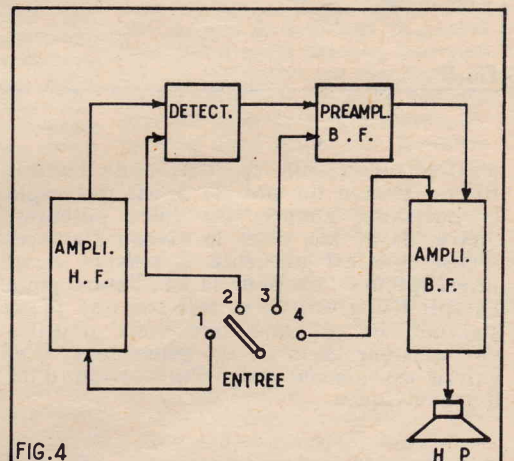 DETECT.
PREAMPL.
B.F.
AMPLI.
H.F.
AMPLI.
B.F.
1
2
3
4
ENTREE
FIG.4
H P